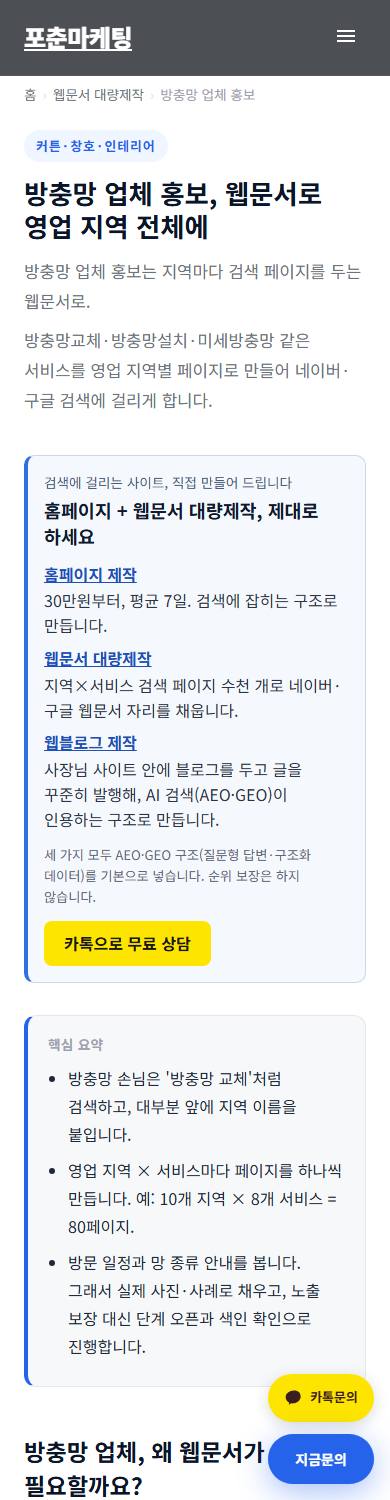 포춘마케팅
홈 › 웹문서 대량제작 › 방충망 업체 홍보
커튼·창호·인테리어
방충망 업체 홍보, 웹문서로
영업 지역 전체에
방충망 업체 홍보는 지역마다 검색 페이지를 두는
웹문서로.
방충망교체·방충망설치·미세방충망 같은
서비스를 영업 지역별 페이지로 만들어 네이버·
구글 검색에 걸리게 합니다.
검색에 걸리는 사이트, 직접 만들어 드립니다
홈페이지 + 웹문서 대량제작, 제대로
하세요
홈페이지 제작
30만원부터, 평균 7일. 검색에 잡히는 구조로
만듭니다.
웹문서 대량제작
지역×서비스 검색 페이지 수천 개로 네이버·
구글 웹문서 자리를 채웁니다.
웹블로그 제작
사장님 사이트 안에 블로그를 두고 글을
꾸준히 발행해, AI 검색(AEO·GEO)이
인용하는 구조로 만듭니다.
세 가지 모두 AEO·GEO 구조(질문형 답변·구조화
데이터)를 기본으로 넣습니다. 순위 보장은 하지
않습니다.
카톡으로 무료 상담
핵심 요약
• 방충망 손님은 '방충망 교체'처럼
검색하고, 대부분 앞에 지역 이름을
붙입니다.
• 영업 지역 × 서비스마다 페이지를 하나씩
만듭니다. 예: 10개 지역 × 8개 서비스 =
80페이지.
• 방문 일정과 망 종류 안내를 봅니다.
그래서 실제 사진·사례로 채우고, 노출
보장 대신 단계 오픈과 색인 확인으로
진행합니다.
카톡문의
방충망 업체, 왜 웹문서가
필요할까요?
지금문의